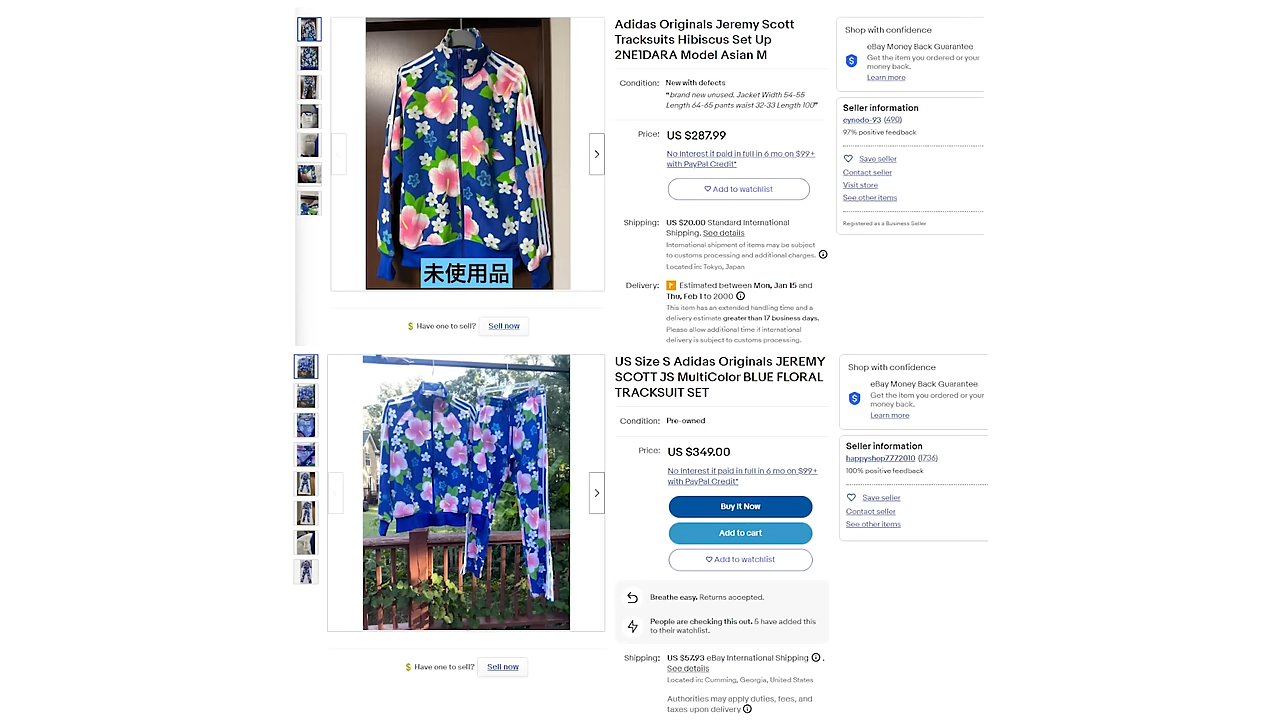 Adidas Originals Jeremy Scott
Tracksuits Hibiscus Set Up
2NE1DARA Model Asian M
Condition: New with defects
“brand new unused. Jacket Width 54-55
Length 64-65 pants waist 32-33 Length 100”
Price: US $287.99
No Interest if paid in full in 6 mo on $99+
with PayPal Credit*
Add to watchlist
Shipping: US $20.00 Standard International
Shipping. See details
International shipment of items may be subject
to customs processing and additional charges.
Located in: Tokyo, Japan
Delivery: Estimated between Mon, Jan 15 and
Thu, Feb 1 to 2000
This item has an extended handling time and a
delivery estimate greater than 17 business days.
Please allow additional time if international
delivery is subject to customs processing.
未使用品
Have one to sell? Sell now
Shop with confidence
eBay Money Back Guarantee
Get the item you ordered or your
money back.
Learn more
Seller information
cynodo-93 (490)
97% positive feedback
Save seller
Contact seller
Visit store
See other items
Registered as a Business Seller
US Size S Adidas Originals JEREMY
SCOTT JS MultiColor BLUE FLORAL
TRACKSUIT SET
Condition: Pre-owned
Price: US $349.00
No Interest if paid in full in 6 mo on $99+
with PayPal Credit*
Buy It Now
Add to cart
Add to watchlist
Breathe easy. Returns accepted.
People are checking this out. 5 have added this
to their watchlist.
Shipping: US $57.93 eBay International Shipping .
See details
Located in: Cumming, Georgia, United States
Authorities may apply duties, fees, and
taxes upon delivery
Have one to sell? Sell now
Shop with confidence
eBay Money Back Guarantee
Get the item you ordered or your
money back.
Learn more
Seller information
happyshop7772010 (1736)
100% positive feedback
Save seller
Contact seller
See other items